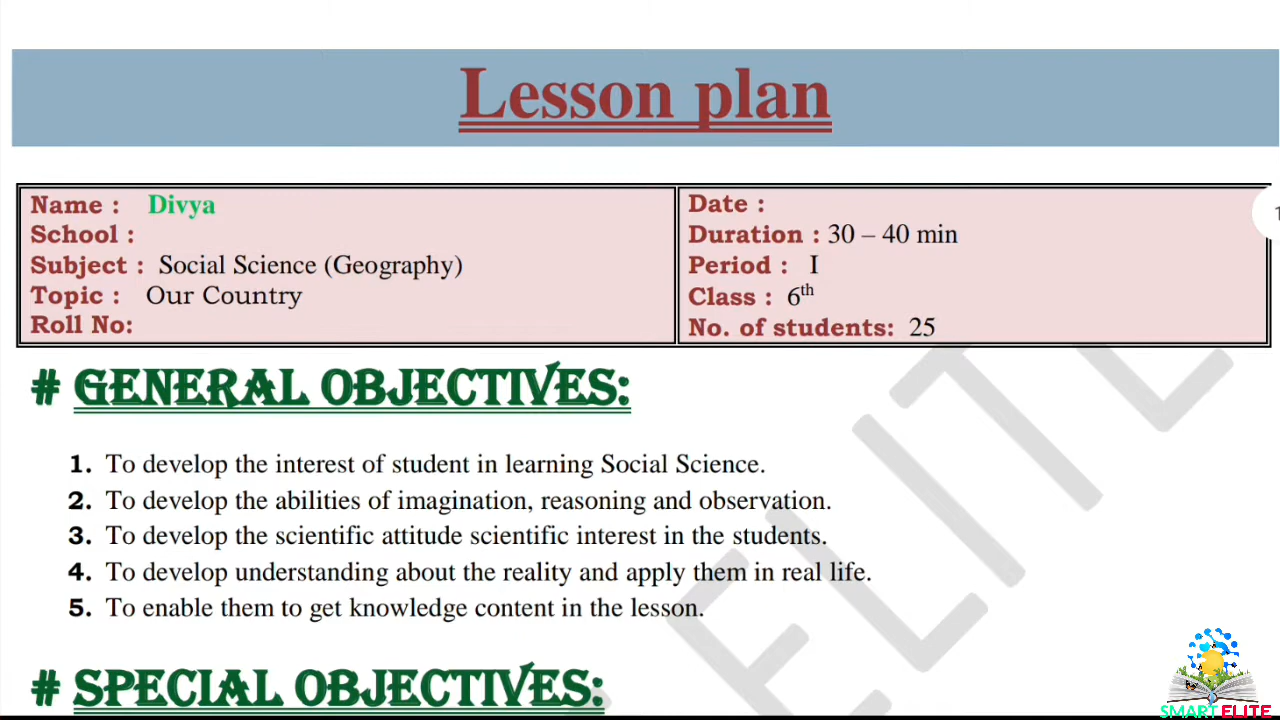 Lesson plan
Name : Divya
School :
Subject : Social Science (Geography)
Topic : Our Country
Roll No:
Date :
Duration : 30 – 40 min
Period : I
Class : 6th
No. of students: 25
1
# GENERAL OBJECTIVES:
1. To develop the interest of student in learning Social Science.
2. To develop the abilities of imagination, reasoning and observation.
3. To develop the scientific attitude scientific interest in the students.
4. To develop understanding about the reality and apply them in real life.
5. To enable them to get knowledge content in the lesson.
# SPECIAL OBJECTIVES:
ELITE
SMART ELITE